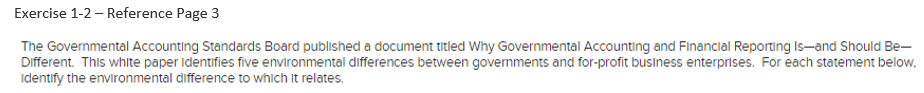 Exercise 1-2 – Reference Page 3
The Governmental Accounting Standards Board published a document titled Why Governmental Accounting and Financial Reporting Is—and Should Be—
Different. This white paper identifies five environmental differences between governments and for-profit business enterprises. For each statement below,
identify the environmental difference to which it relates.